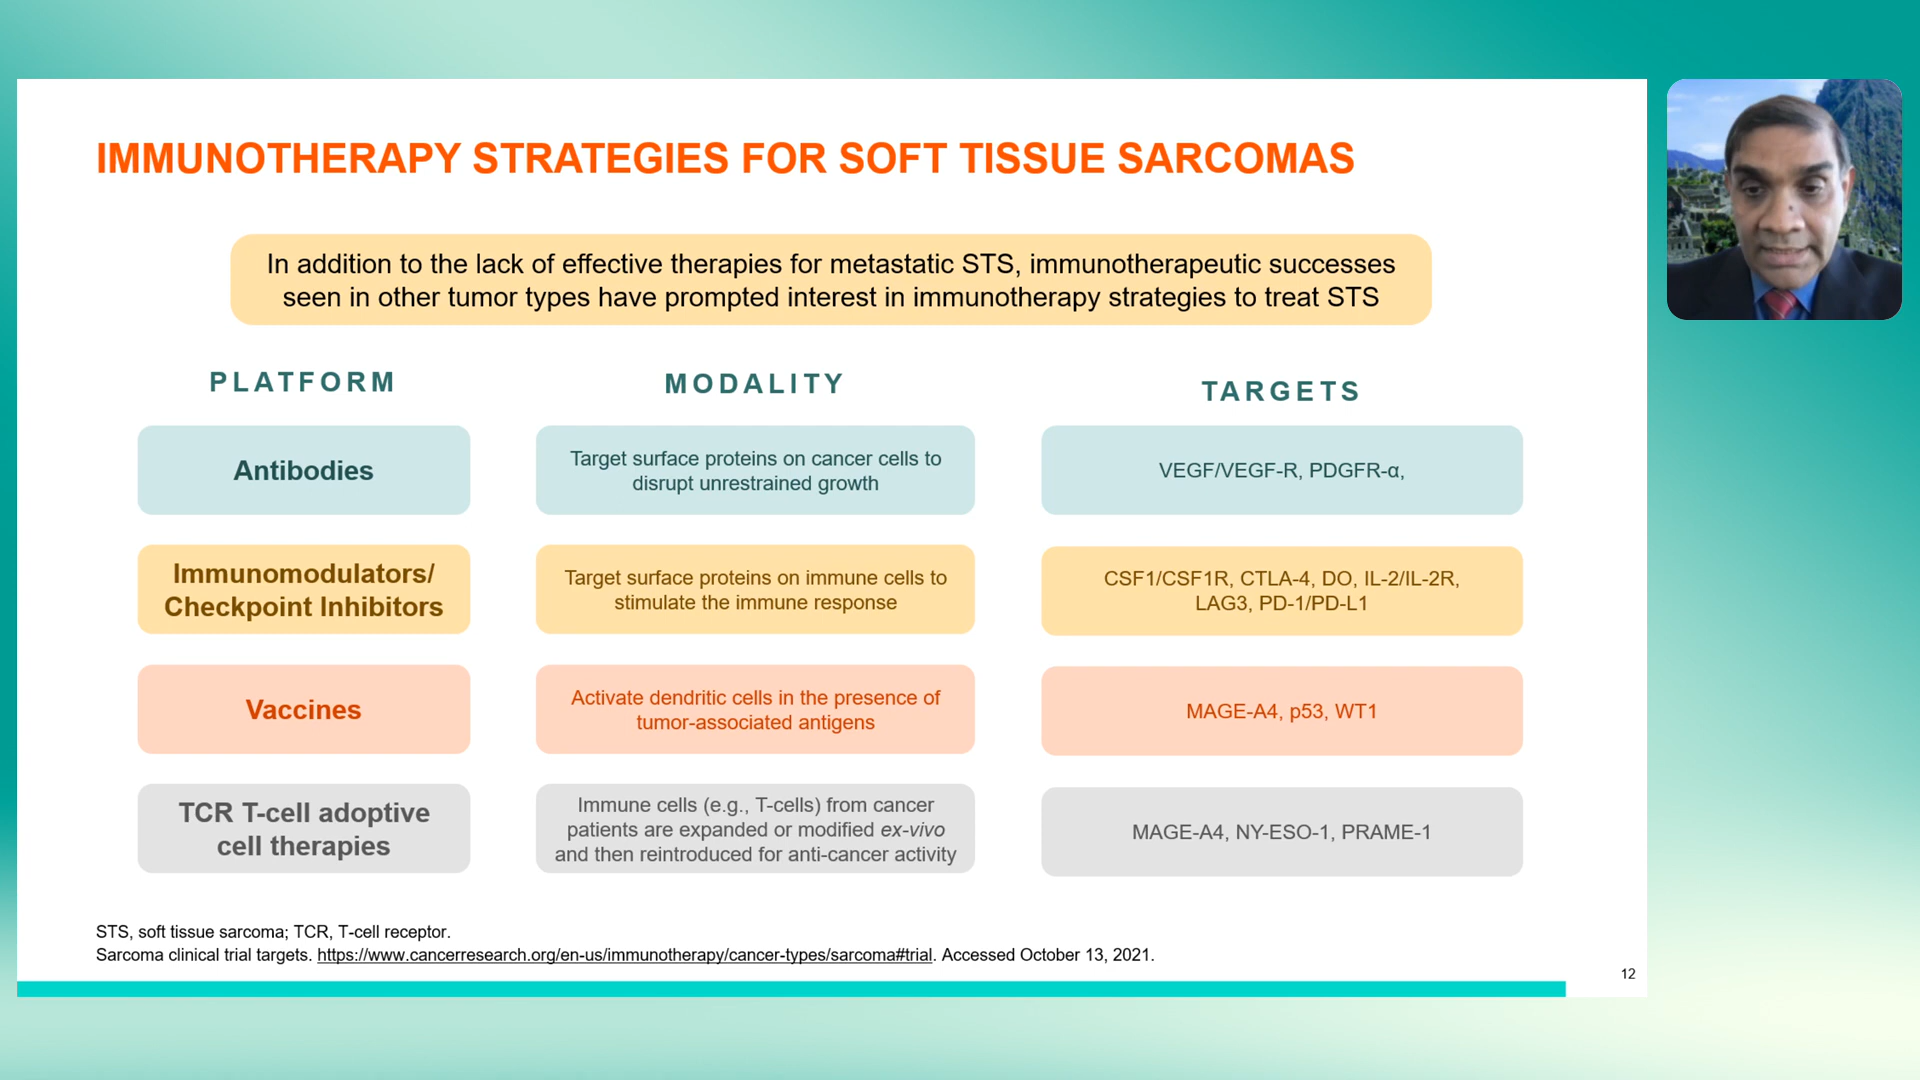 IMMUNOTHERAPY STRATEGIES FOR SOFT TISSUE SARCOMAS
In addition to the lack of effective therapies for metastatic STS, immunotherapeutic successes
seen in other tumor types have prompted interest in immunotherapy strategies to treat STS
PLATFORM
MODALITY
TARGETS
Antibodies
Target surface proteins on cancer cells to
disrupt unrestrained growth
VEGF/VEGF-R, PDGFR-α,
Immunomodulators/
Checkpoint Inhibitors
Target surface proteins on immune cells to
stimulate the immune response
CSF1/CSF1R, CTLA-4, DO, IL-2/IL-2R,
LAG3, PD-1/PD-L1
Vaccines
Activate dendritic cells in the presence of
tumor-associated antigens
MAGE-A4, p53, WT1
TCR T-cell adoptive
cell therapies
Immune cells (e.g., T-cells) from cancer
patients are expanded or modified ex-vivo
and then reintroduced for anti-cancer activity
MAGE-A4, NY-ESO-1, PRAME-1
STS, soft tissue sarcoma; TCR, T-cell receptor.
Sarcoma clinical trial targets. https://www.cancerresearch.org/en-us/immunotherapy/cancer-types/sarcoma#trial. Accessed October 13, 2021.
12